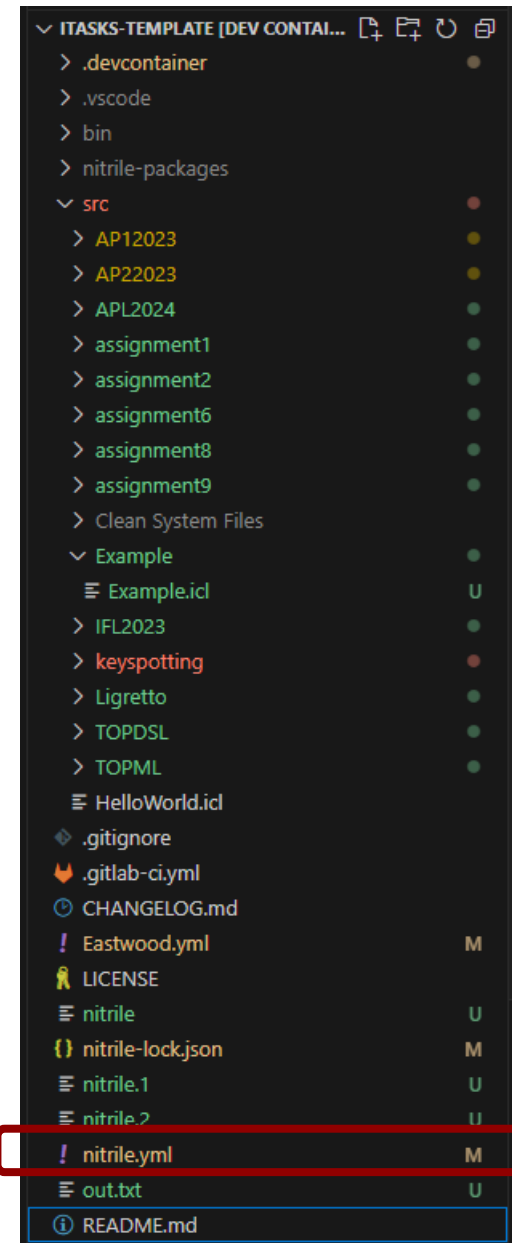 ITASKS-TEMPLATE [DEV CONTAI...
.devcontainer
.vscode
bin
nitrile-packages
src
AP12023
AP22023
APL2024
assignment1
assignment2
assignment6
assignment8
assignment9
Clean System Files
Example
Example.icl U
IFL2023
keyspotting
Ligretto
TOPDSL
TOPML
HelloWorld.icl
.gitignore
.gitlab-ci.yml
CHANGELOG.md
! Eastwood.yml M
LICENSE
nitrile U
{} nitrile-lock.json M
nitrile.1 U
nitrile.2 U
! nitrile.yml M
out.txt U
README.md